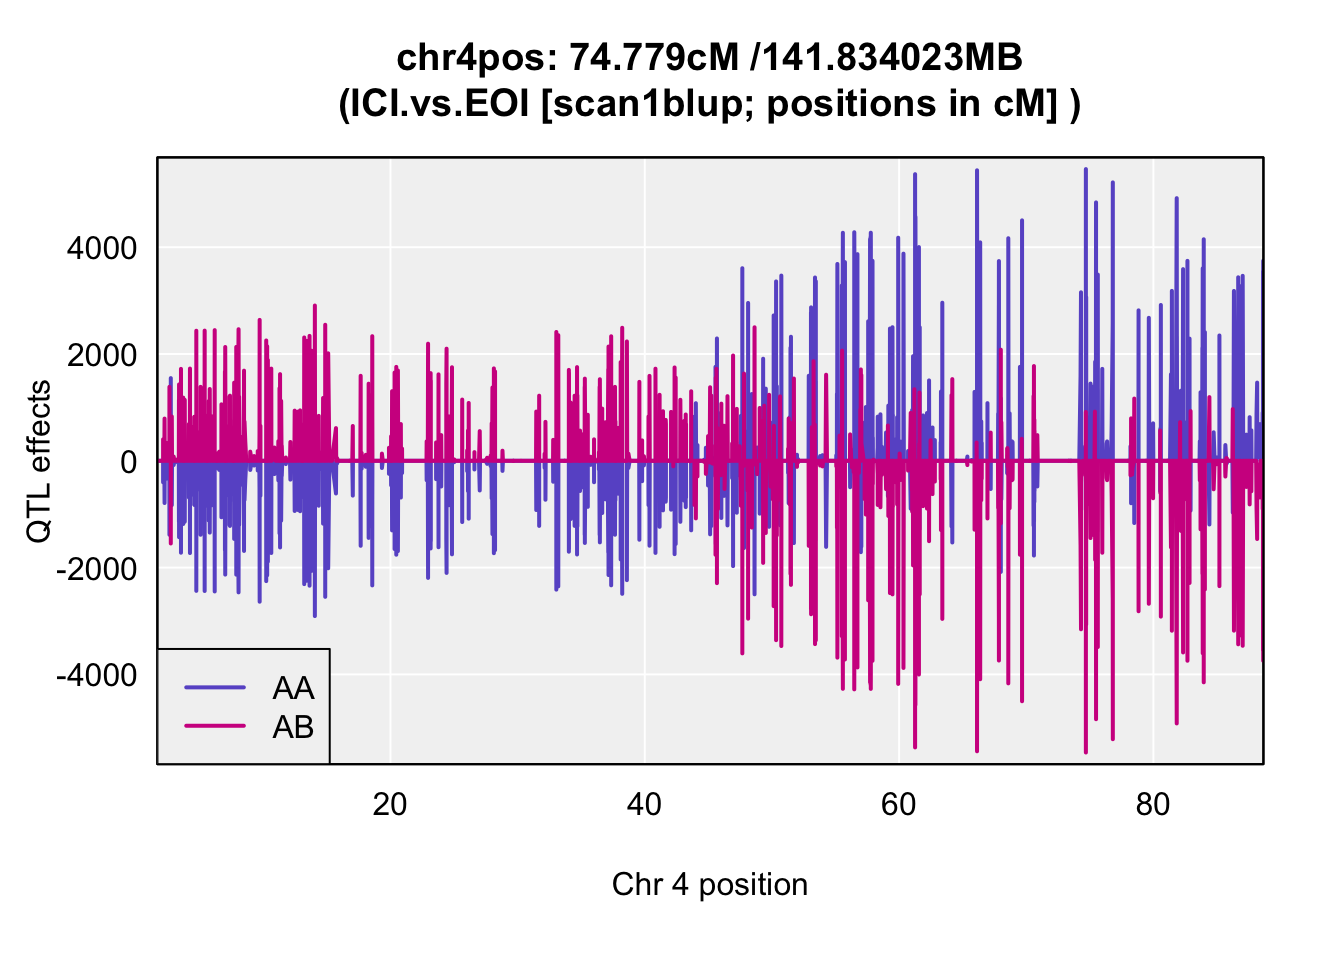 chr4pos: 74.779cM /141.834023MB
(ICI.vs.EOI [scan1blup; positions in cM] )
QTL effects
4000
2000
0
-2000
-4000
AA
AB
20 40 60 80
Chr 4 position